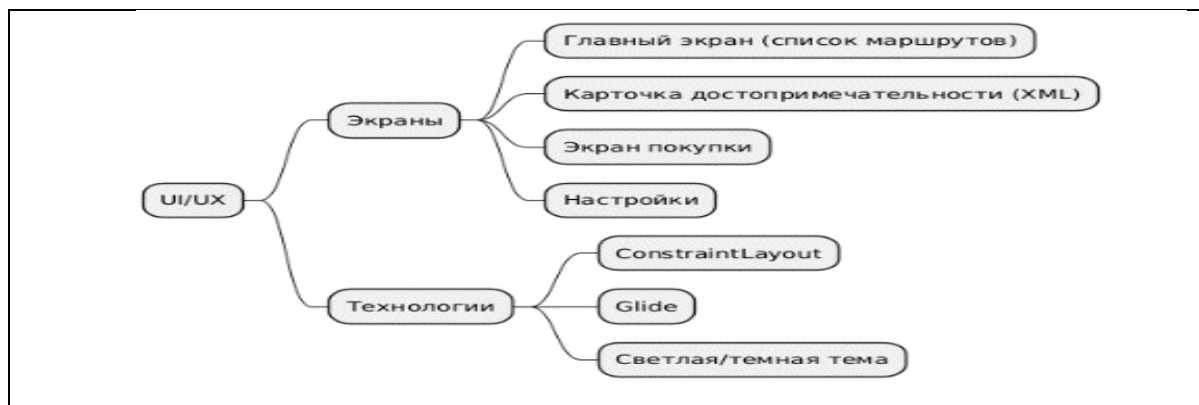 UI/UX
Экраны
Главный экран (список маршрутов)
Карточка достопримечательности (XML)
Экран покупки
Настройки
Технологии
ConstraintLayout
Glide
Светлая/темная тема